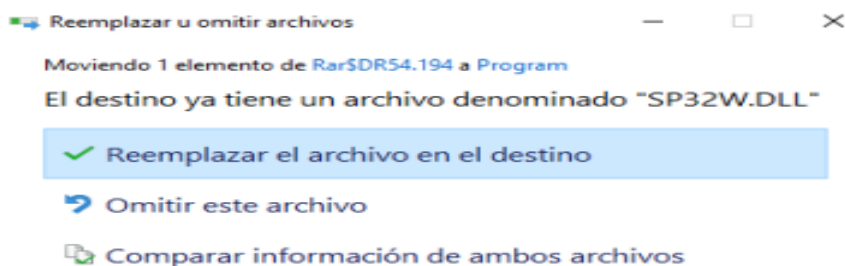 Reemplazar u omitir archivos
Moviendo 1 elemento de Rar$DR54.194 a Program
El destino ya tiene un archivo denominado "SP32W.DLL"
Reemplazar el archivo en el destino
Omitir este archivo
Comparar información de ambos archivos